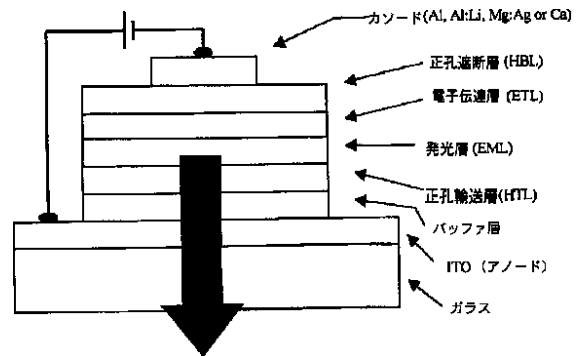 カソード(Al, Al:Li, Mg:Ag or Ca)
正孔遮断層 (HBL)
電子伝達層 (ETL)
発光層 (EML)
正孔輸送層(HTL)
バッファ層
ITO（アノード）
ガラス